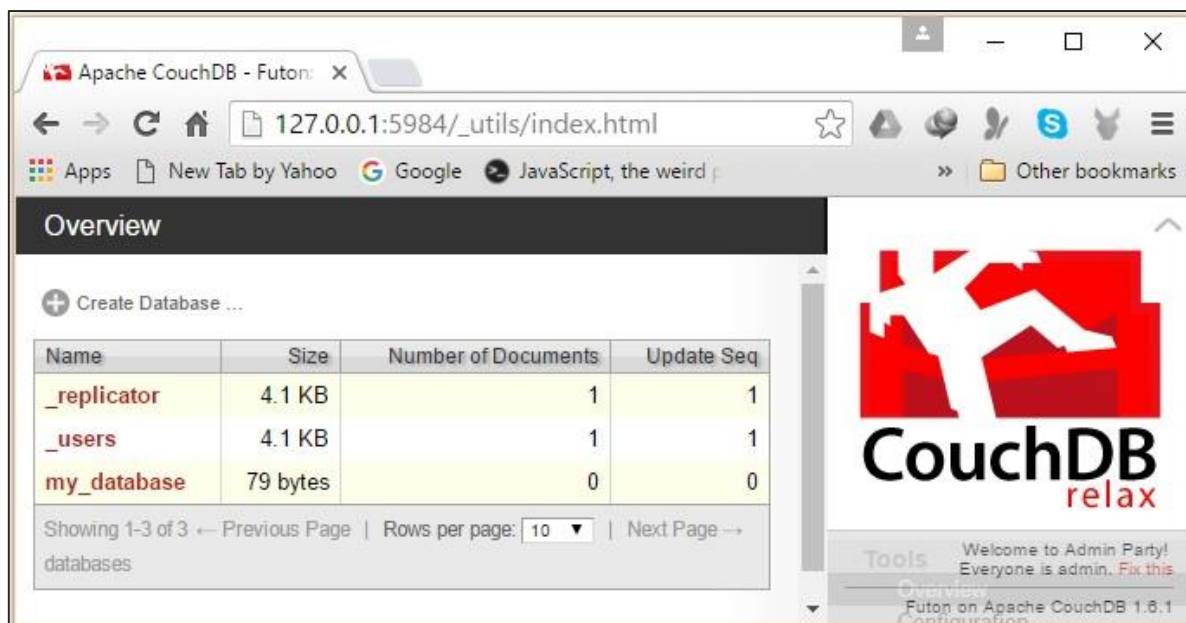 Apache CouchDB - Futon:
127.0.0.1:5984/_utils/index.html
Apps New Tab by Yahoo Google JavaScript, the weird
» Other bookmarks
Overview
Create Database ...
Name Size Number of Documents Update Seq
_replicator 4.1 KB 1 1
_users 4.1 KB 1 1
my_database 79 bytes 0 0
Showing 1-3 of 3 ← Previous Page | Rows per page: 10 | Next Page →
databases
CouchDB
relax
Tools
Welcome to Admin Party!
Everyone is admin. Fix this
Overview
Futon on Apache CouchDB 1.6.1
Configuration